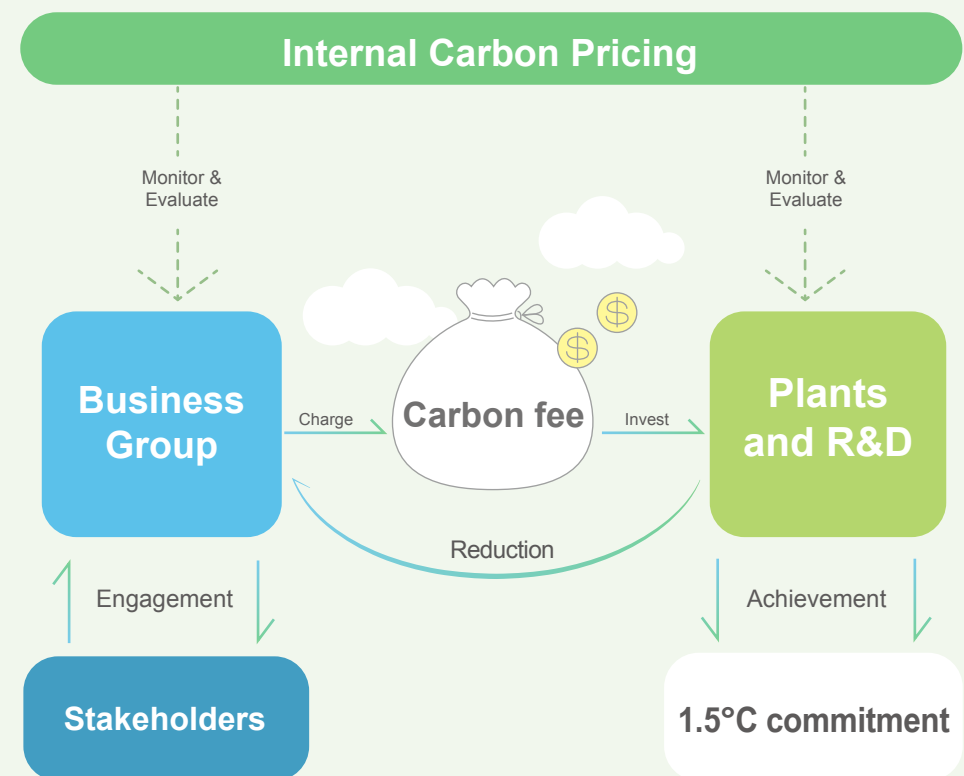 Internal Carbon Pricing
Monitor &
Evaluate
Monitor &
Evaluate
Business
Group
Charge
Carbon fee
$
$
Invest
Plants
and R&D
Reduction
Engagement
Achievement
Stakeholders
1.5°C commitment